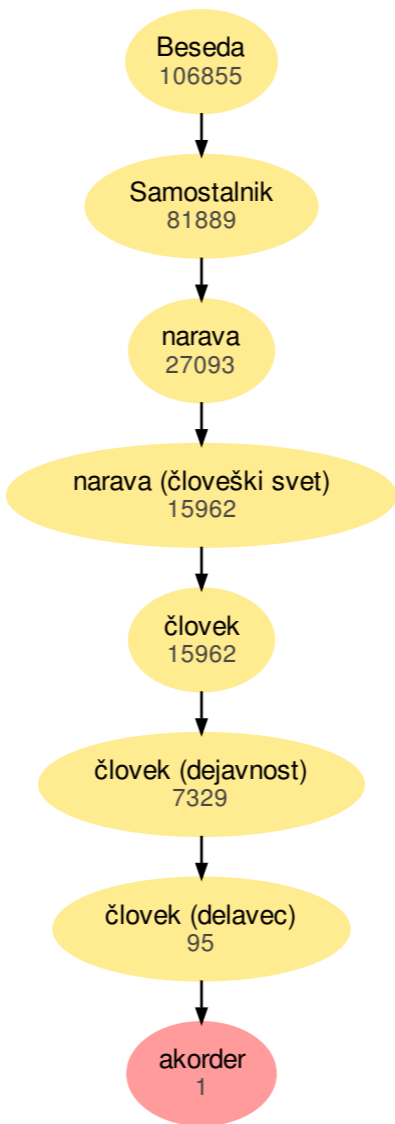 Beseda
106855
Samostalnik
81889
narava
27093
narava (človeški svet)
15962
človek
15962
človek (dejavnost)
7329
človek (delavec)
95
akorder
1